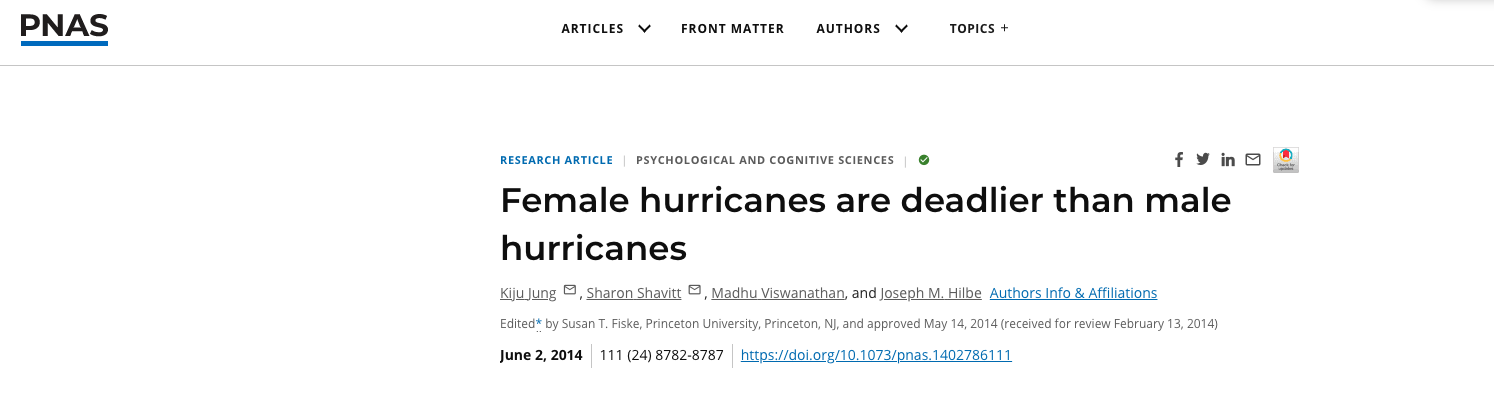 PNAS
ARTICLES FRONT MATTER AUTHORS TOPICS +
RESEARCH ARTICLE | PSYCHOLOGICAL AND COGNITIVE SCIENCES |
Female hurricanes are deadlier than male
hurricanes
Kiju Jung , Sharon Shavitt , Madhu Viswanathan, and Joseph M. Hilbe Authors Info & Affiliations
Edited* by Susan T. Fiske, Princeton University, Princeton, NJ, and approved May 14, 2014 (received for review February 13, 2014)
June 2, 2014 | 111 (24) 8782-8787 | https://doi.org/10.1073/pnas.1402786111